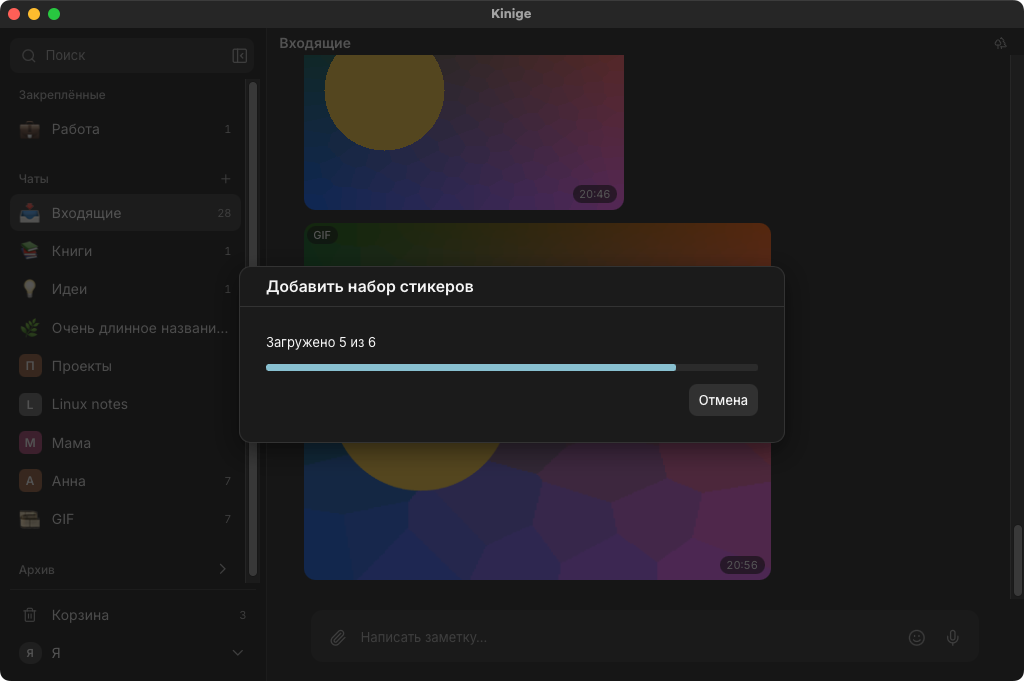 Kinige
Поиск
Закреплённые
Работа 1
Чаты
Входящие 28
Книги 1
Идеи 1
Очень длинное названи...
П Проекты
L Linux notes
М Мама
А Анна 7
GIF 7
Архив
Корзина 3
Я Я
Входящие
20:46
GIF
Добавить набор стикеров
Загружено 5 из 6
Отмена
20:56
Написать заметку...